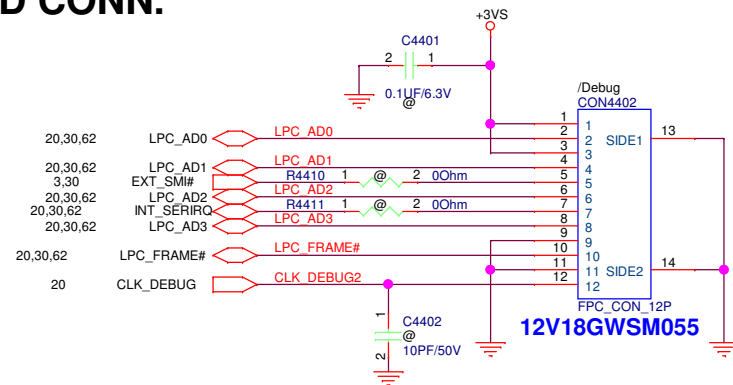 D CONN.
+3VS
C4401
2 1
0.1UF/6.3V
@
/Debug
CON4402
1 1
20,30,62 LPC_AD0 LPC_AD0 2 2 SIDE1 13
3 3
20,30,62 LPC_AD1 LPC_AD1 4 4
3,30 EXT_SMI# R4410 1 @ 2 0Ohm 5 5
20,30,62 LPC_AD2 LPC_AD2 6 6
20,30,62 INT_SERIRQ R4411 1 @ 2 0Ohm 7 7
20,30,62 LPC_AD3 LPC_AD3 8 8
9 9
20,30,62 LPC_FRAME# LPC_FRAME# 10 10
11 11 SIDE2 14
20 CLK_DEBUG CLK_DEBUG2 12 12
FPC_CON_12P
12V18GWSM055
1
C4402
@
2 10PF/50V